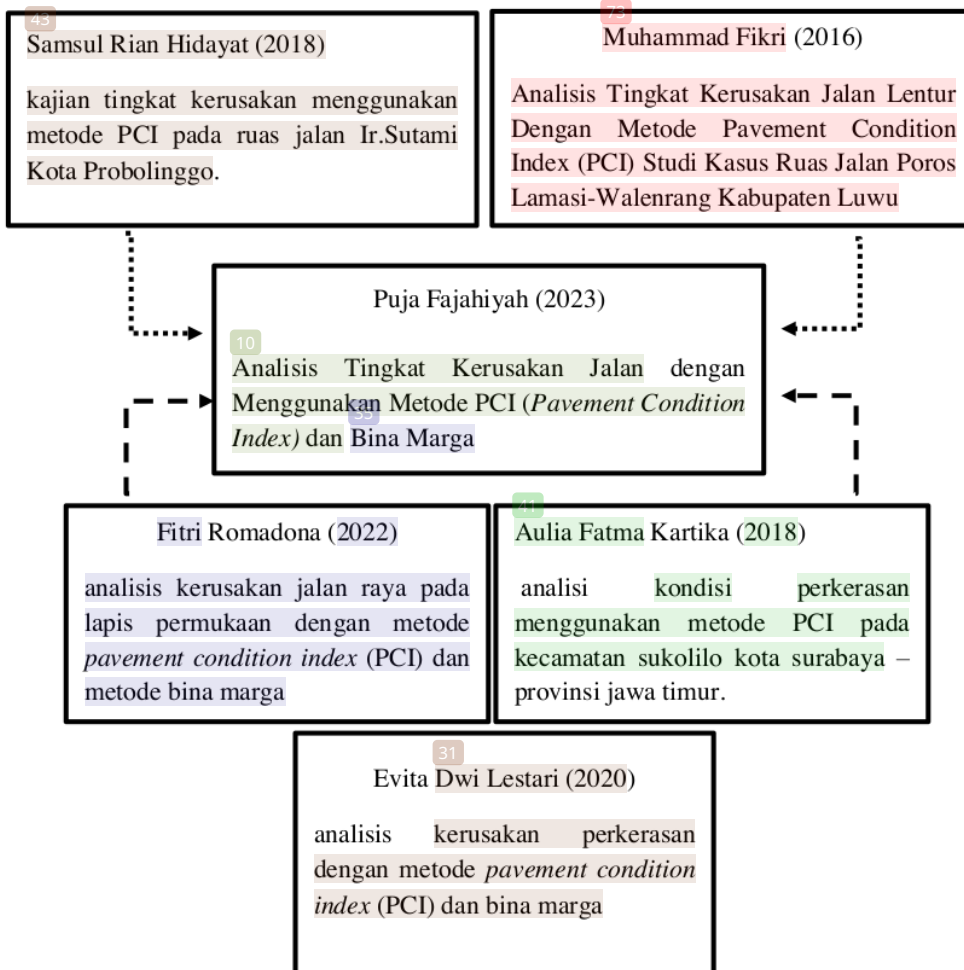 43
Samsul Rian Hidayat (2018)
kajian tingkat kerusakan menggunakan
metode PCI pada ruas jalan Ir.Sutami
Kota Probolinggo.
73
Muhammad Fikri (2016)
Analisis Tingkat Kerusakan Jalan Lentur
Dengan Metode Pavement Condition
Index (PCI) Studi Kasus Ruas Jalan Poros
Lamasi-Walenrang Kabupaten Luwu
Puja Fajahiyah (2023)
10
Analisis Tingkat Kerusakan Jalan dengan
Menggunakan Metode PCI (Pavement Condition
35
Index) dan Bina Marga
Fitri Romadona (2022)
analisis kerusakan jalan raya pada
lapis permukaan dengan metode
pavement condition index (PCI) dan
metode bina marga
41
Aulia Fatma Kartika (2018)
analisi kondisi perkerasan
menggunakan metode PCI pada
kecamatan sukolilo kota surabaya –
provinsi jawa timur.
31
Evita Dwi Lestari (2020)
analisis kerusakan perkerasan
dengan metode pavement condition
index (PCI) dan bina marga